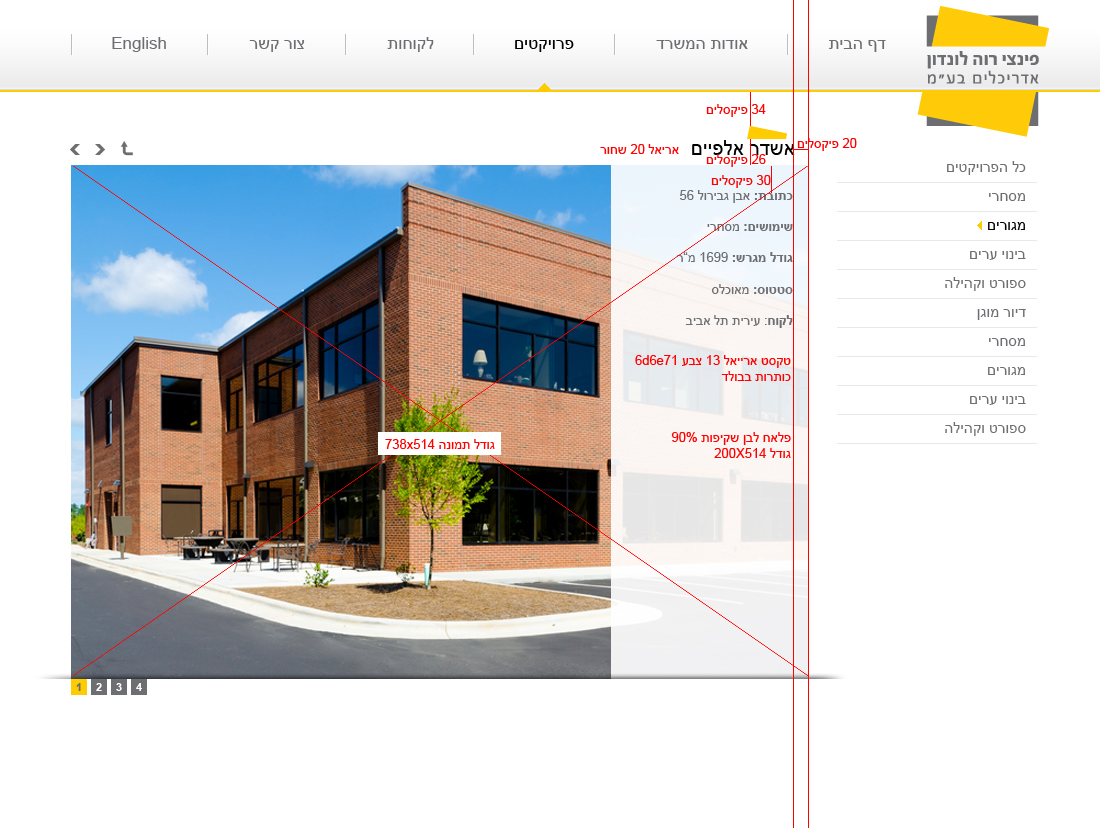 דף הבית
אודות המשרד
פרויקטים
לקוחות
צור קשר
English
פינצי רוה לונדון
אדריכלים בע"מ
34 פיקסלים
20 פיקסלים
אשדר אלפיים
אריאל 20 שחור
26 פיקסלים
30 פיקסלים
כתובת: אבן גבירול 56
שימושים: מסחרי
גודל מגרש: 1699 מ"ר
סטטוס: מאוכלס
לקוח: עירית תל אביב
טקסט ארייאל 13 צבע 6d6e71
כותרות בבולד
פלאח לבן שקיפות 90%
גודל 200X514
גודל תמונה 738x514
כל הפרויקטים
מסחרי
מגורים
בינוי ערים
ספורט וקהילה
דיור מוגן
מסחרי
מגורים
בינוי ערים
ספורט וקהילה
1 2 3 4